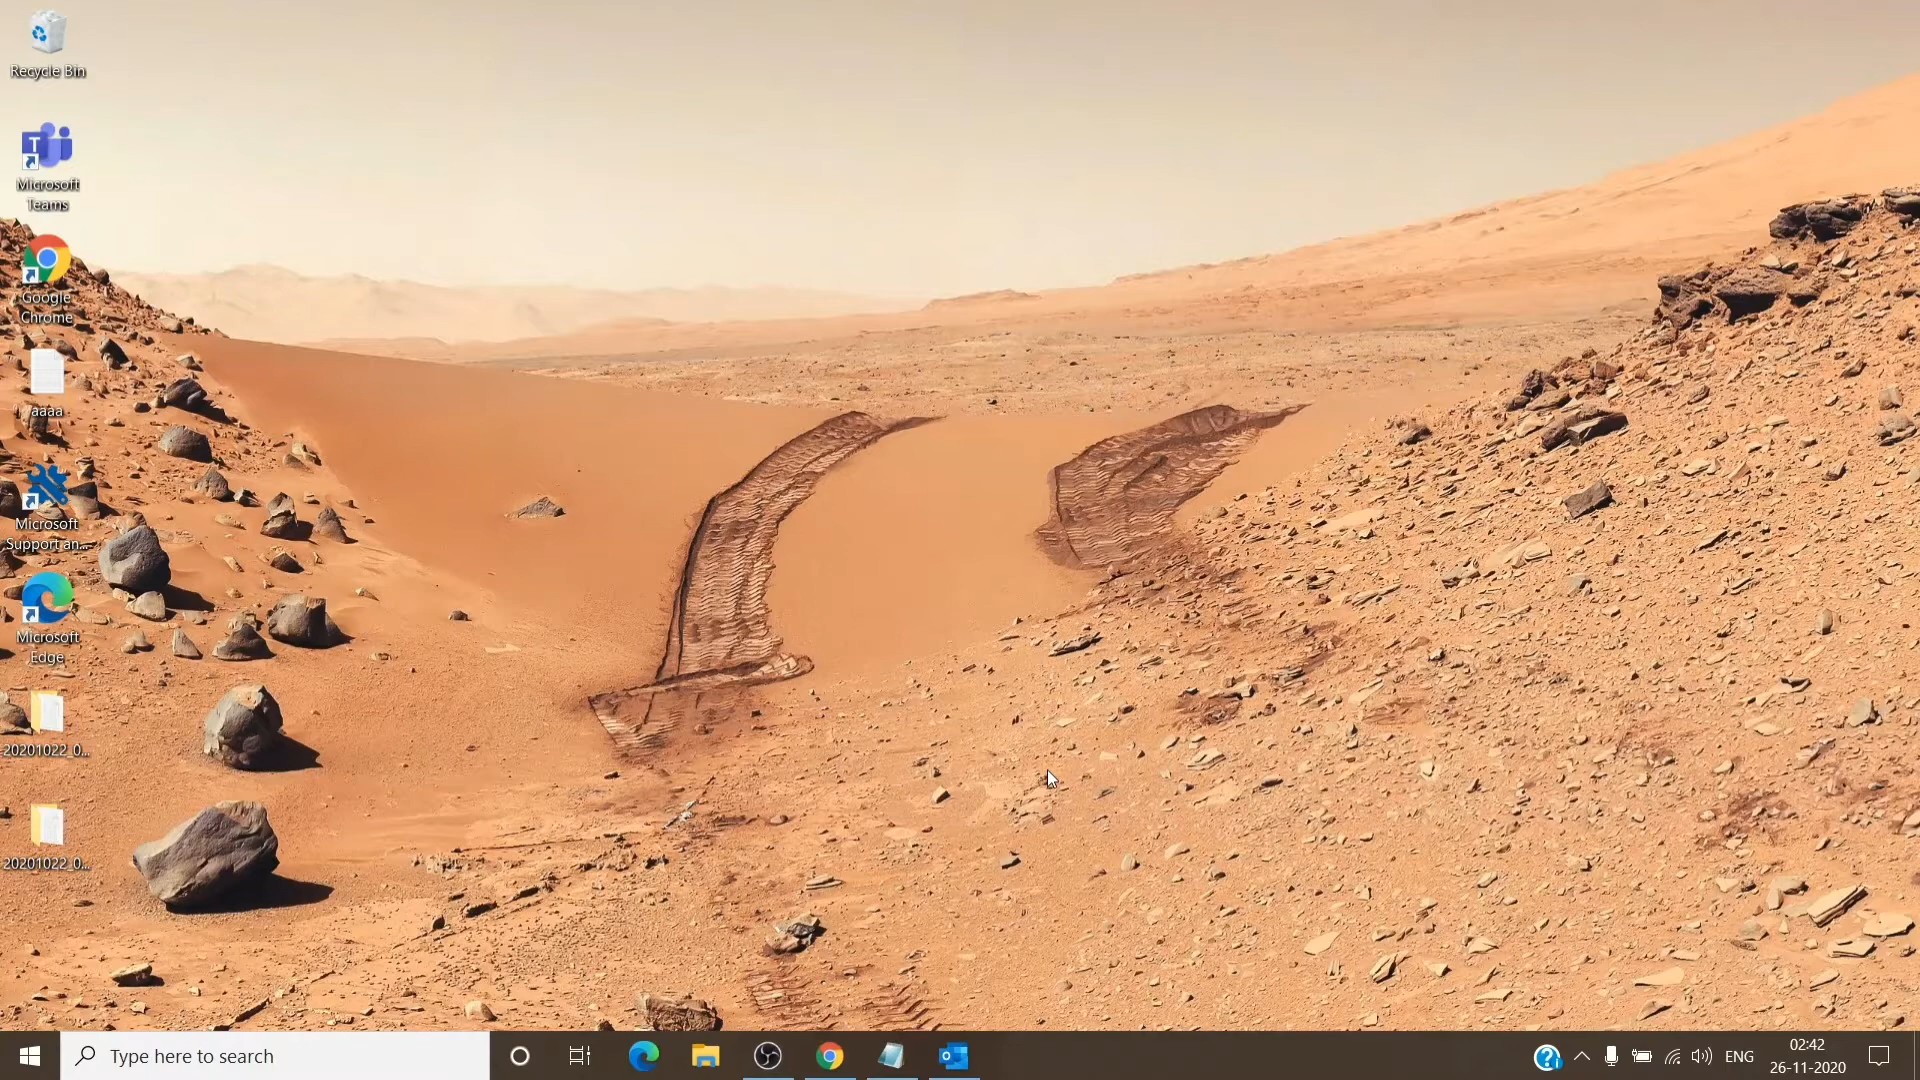 Recycle Bin
Microsoft
Teams
Google
Chrome
aaaa
Microsoft
Support an...
Microsoft
Edge
20201022_0...
20201022_0...
Type here to search
ENG
02:42
26-11-2020